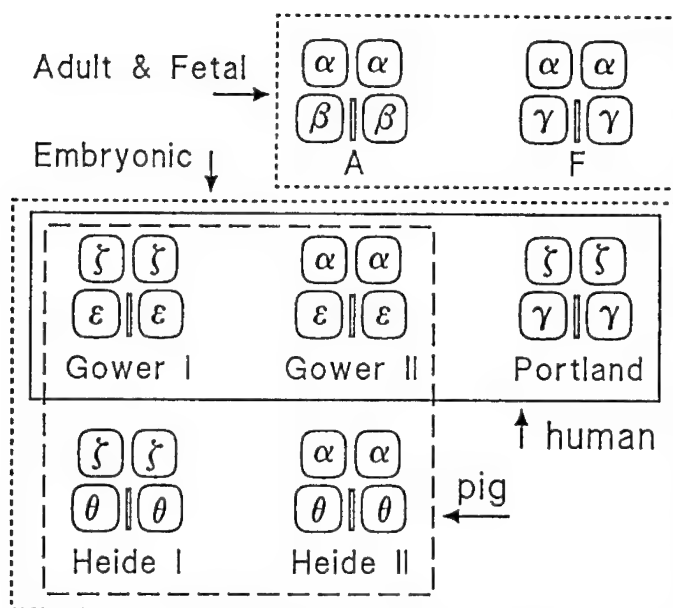 α α α α
Adult & Fetal
β β γ γ
A F
Embryonic
ζ ζ α α ζ ζ
ε ε ε ε γ γ
Gower I Gower II Portland
human
ζ ζ α α
pig
θ θ θ θ
Heide I Heide II